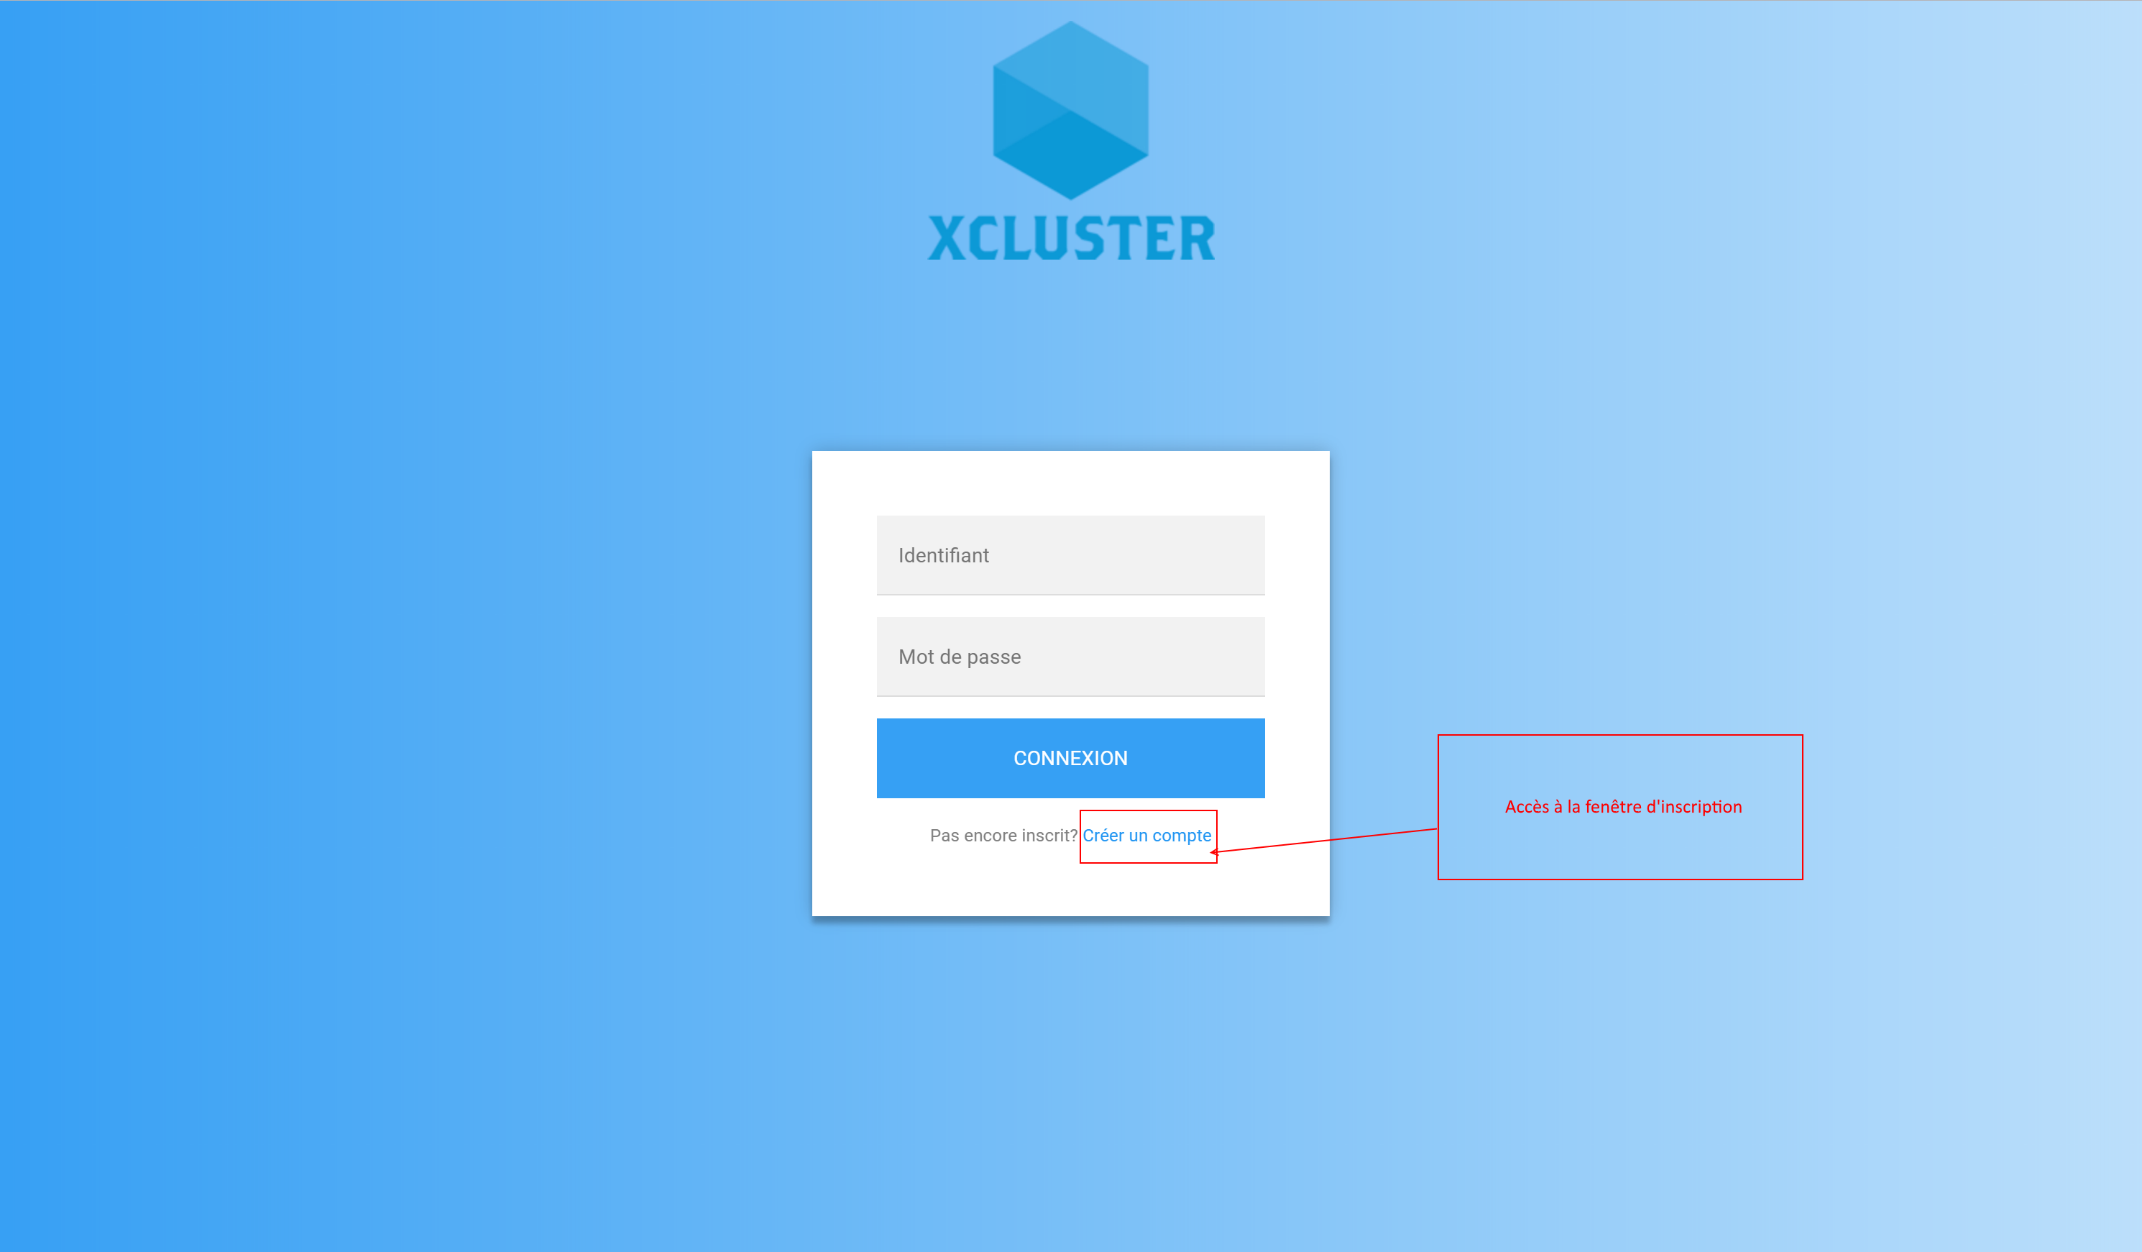 XCLUSTER
Identifiant
Mot de passe
CONNEXION
Pas encore inscrit? Créer un compte
Accès à la fenêtre d'inscription